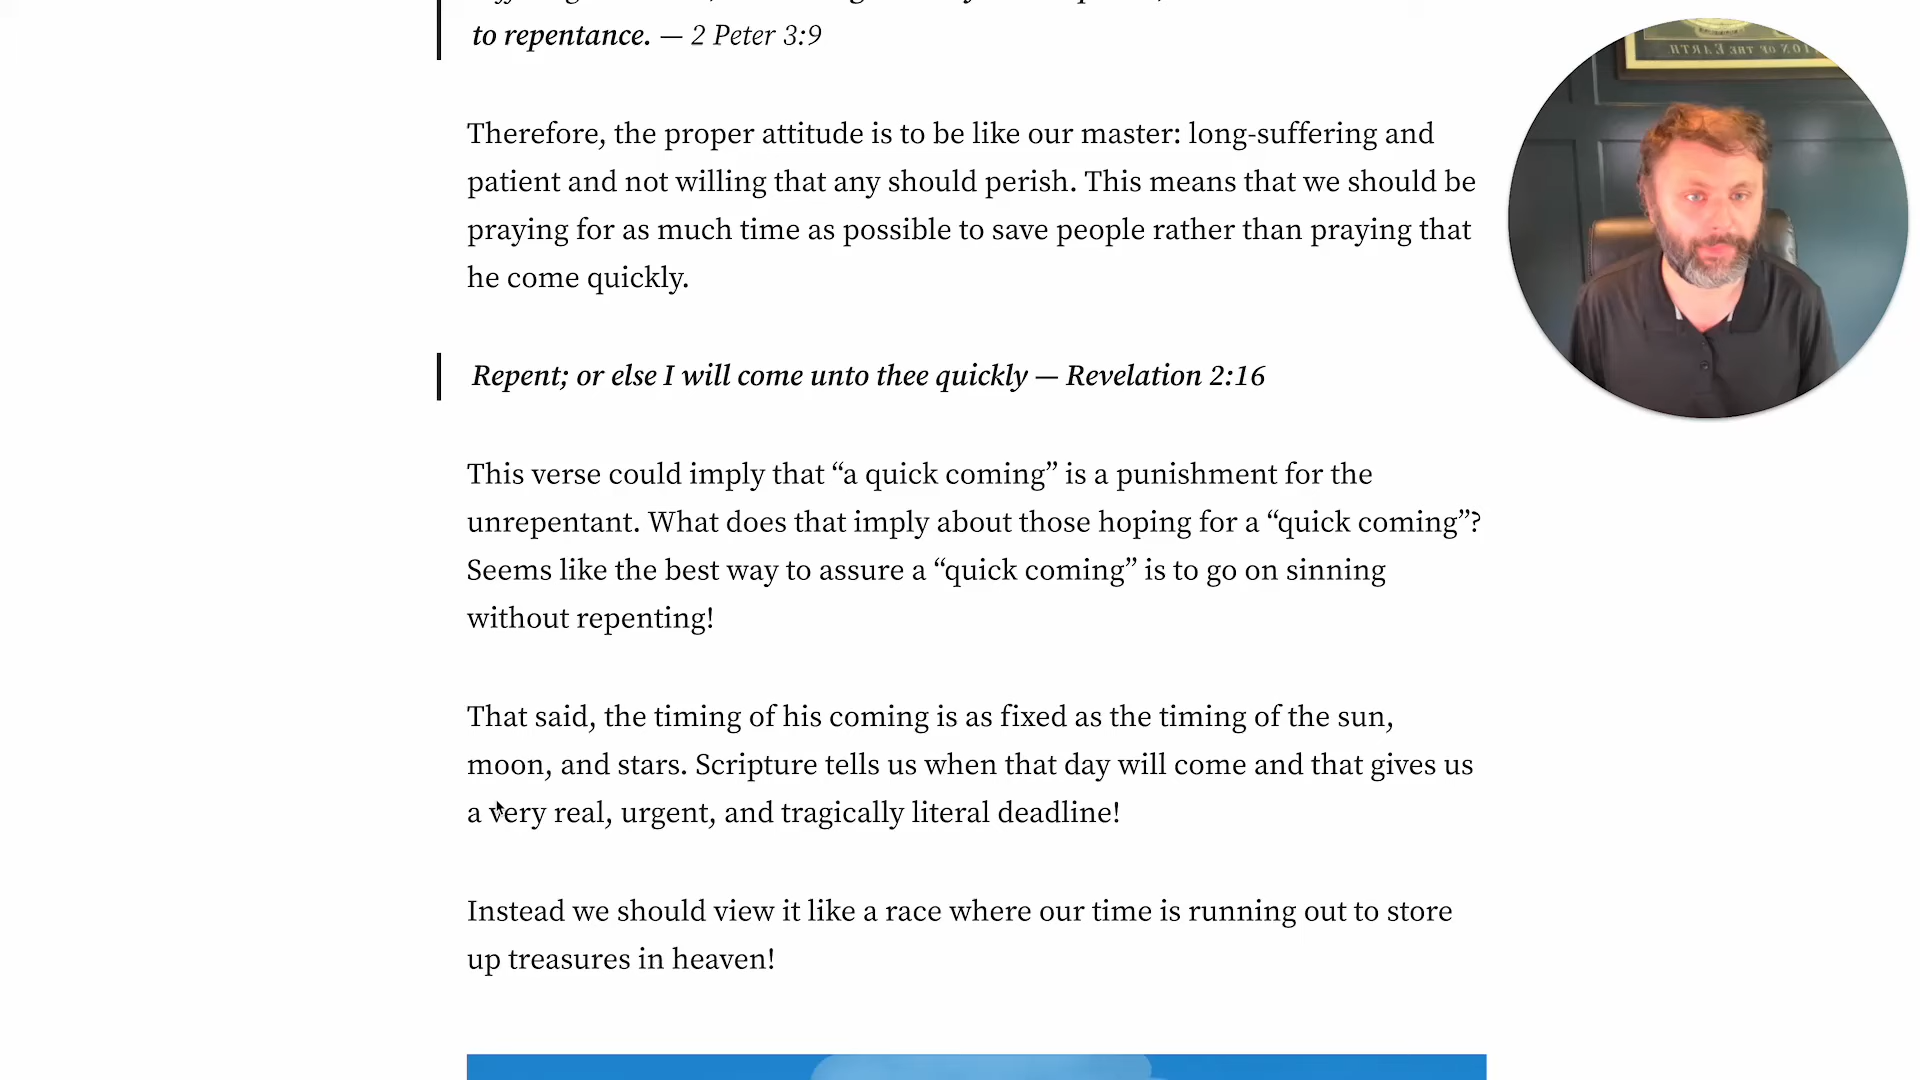 to repentance. — 2 Peter 3:9
Therefore, the proper attitude is to be like our master: long-suffering and
patient and not willing that any should perish. This means that we should be
praying for as much time as possible to save people rather than praying that
he come quickly.
Repent; or else I will come unto thee quickly — Revelation 2:16
This verse could imply that “a quick coming” is a punishment for the
unrepentant. What does that imply about those hoping for a “quick coming”?
Seems like the best way to assure a “quick coming” is to go on sinning
without repenting!
That said, the timing of his coming is as fixed as the timing of the sun,
moon, and stars. Scripture tells us when that day will come and that gives us
a very real, urgent, and tragically literal deadline!
Instead we should view it like a race where our time is running out to store
up treasures in heaven!